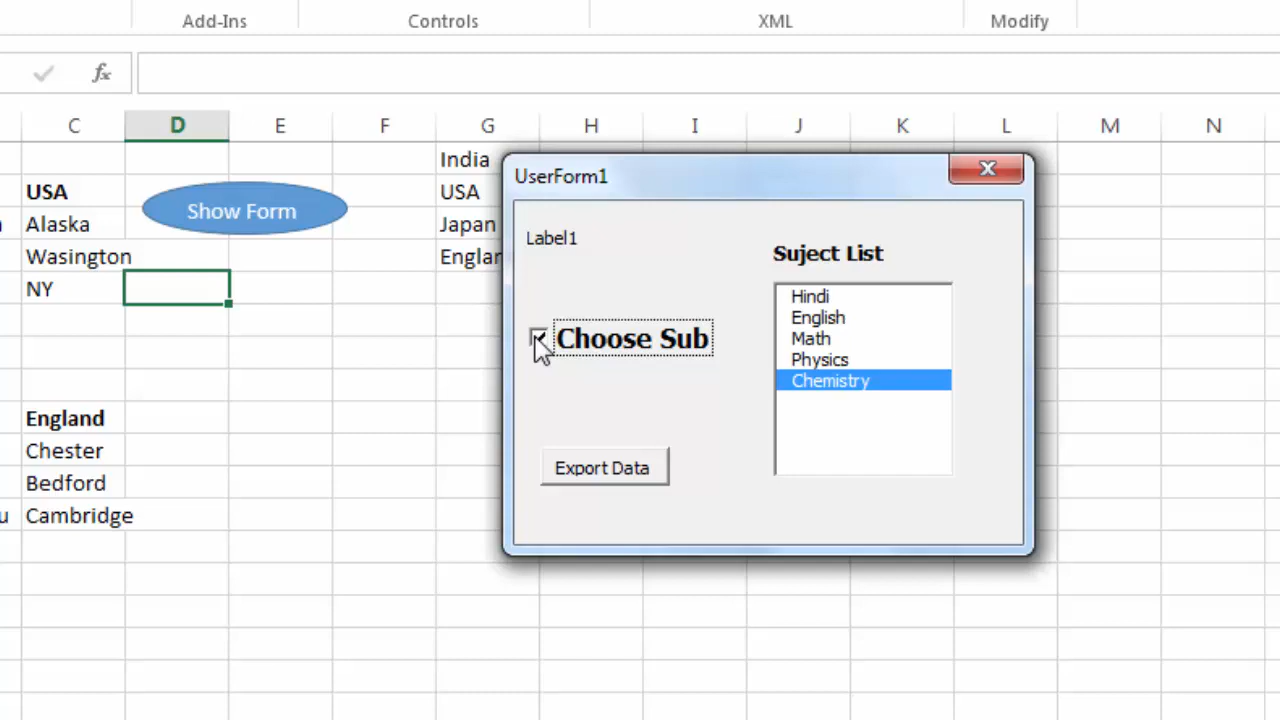 Add-Ins Controls XML Modify
fx
C D E F G H I J K L M N
India
USA USA
Show Form
Alaska Japan
Wasington
NY
England
Chester
Bedford
u Cambridge
UserForm1
Label1
Suject List
Hindi
English
Math
Physics
Chemistry
Choose Sub
Export Data